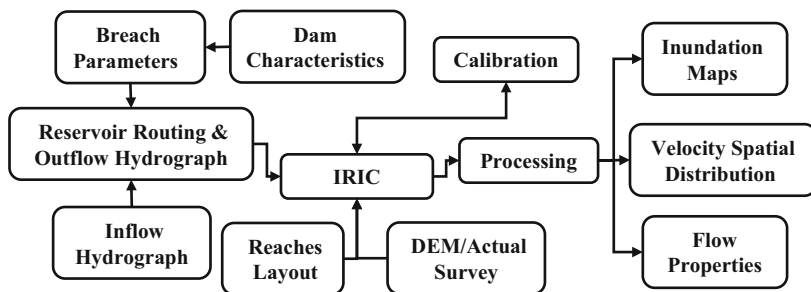 Breach
Parameters
Dam
Characteristics
Calibration
Inundation
Maps
Reservoir Routing &
Outflow Hydrograph
IRIC
Processing
Velocity Spatial
Distribution
Inflow
Hydrograph
Reaches
Layout
DEM/Actual
Survey
Flow
Properties